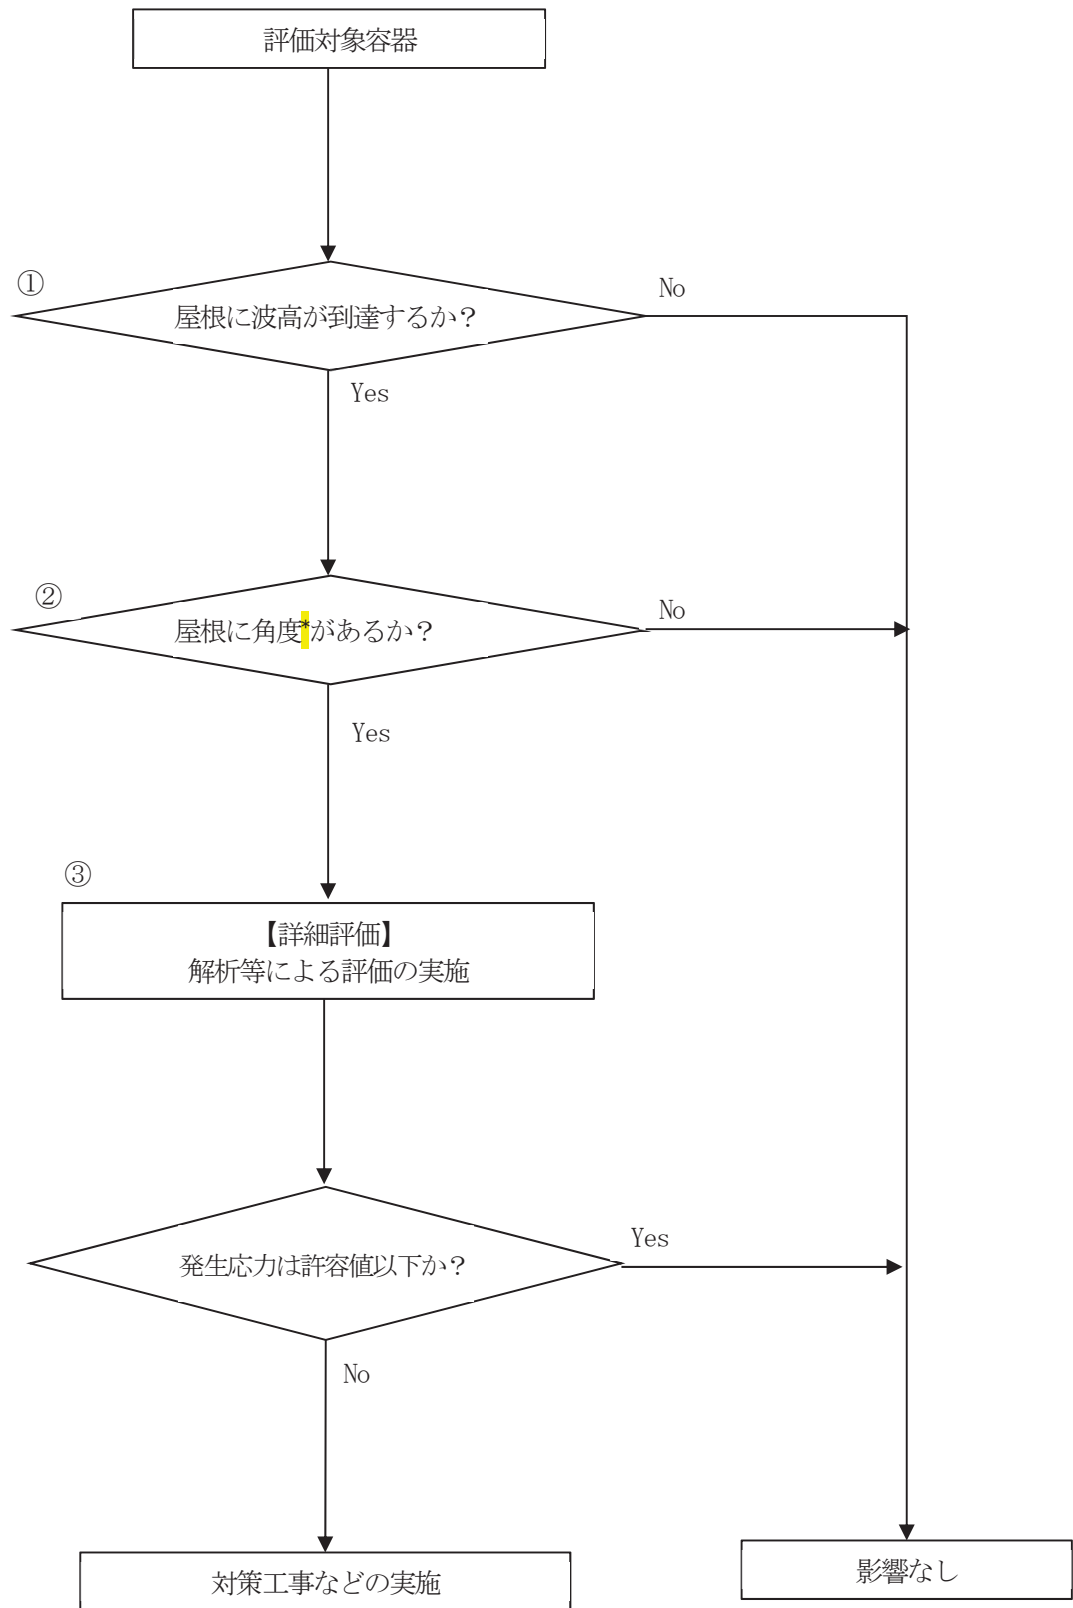 評価対象容器
①
屋根に波高が到達するか？
No
Yes
②
屋根に角度*があるか？
No
Yes
③
【詳細評価】
解析等による評価の実施
発生応力は許容値以下か？
Yes
No
対策工事などの実施
影響なし